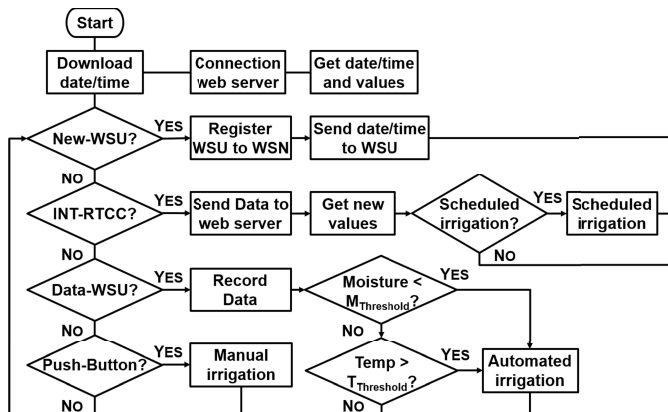 Start
Download
date/time
Connection
web server
Get date/time
and values
New-WSU?
YES
Register
WSU to WSN
Send date/time
to WSU
NO
INT-RTCC?
YES
Send Data to
web server
Get new
values
Scheduled
irrigation?
YES
Scheduled
irrigation
NO
NO
Data-WSU?
YES
Record
Data
Moisture <
MThreshold?
YES
NO
NO
Push-Button?
YES
Manual
irrigation
Temp >
TThreshold?
YES
Automated
irrigation
NO
NO